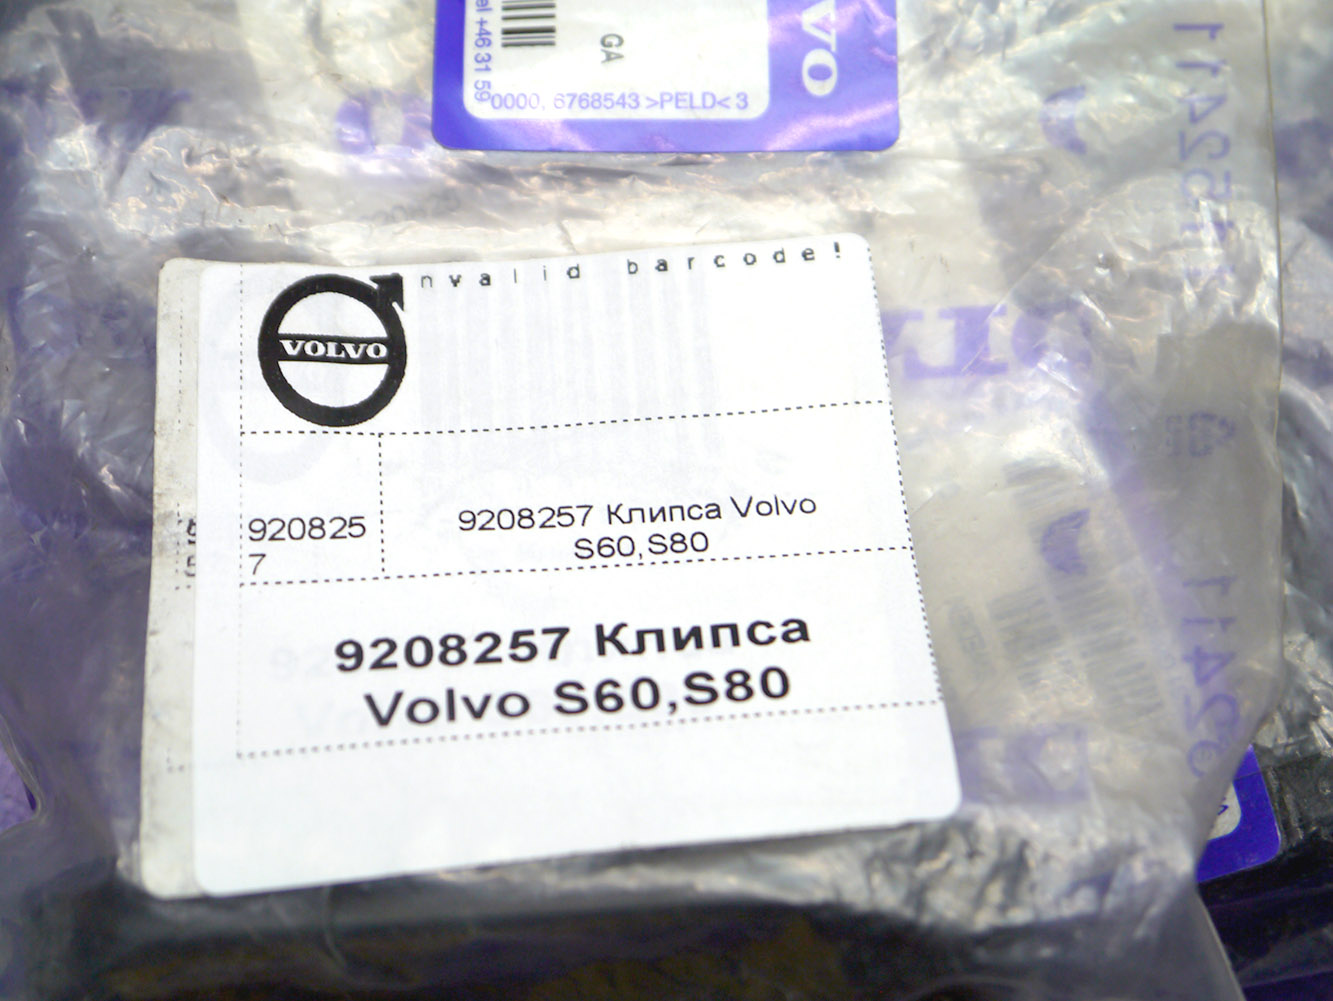 el +46 31 59
GA
0000, 6768543 >PELD< 3
VO
nvalid barcode!
VOLVO
920825
7
9208257 Клипса Volvo
S60,S80
9208257 Клипса
Volvo S60,S80